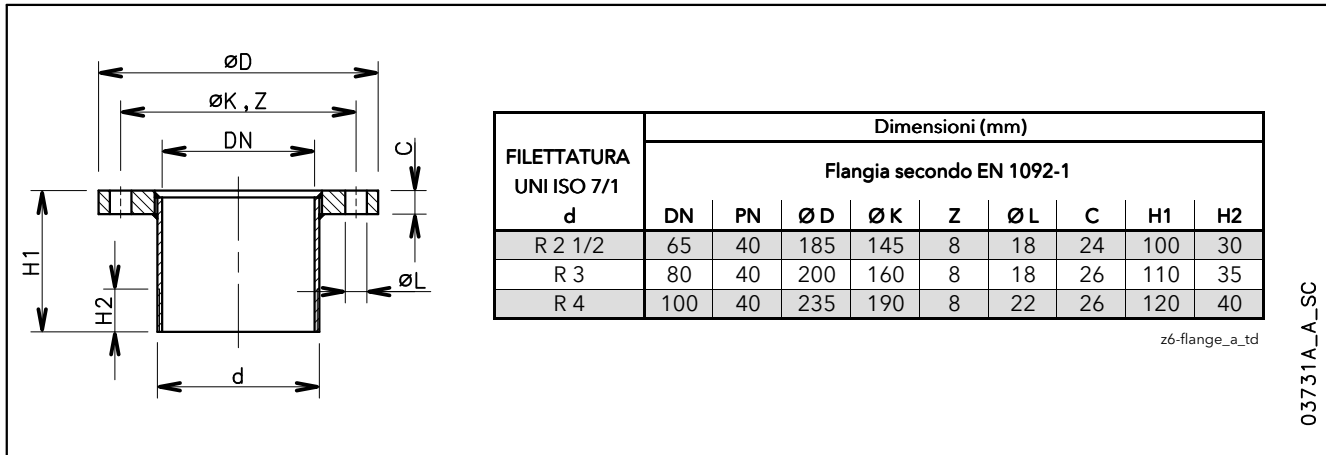 øD
øK , Z
DN
C
H1
H2
øL
d
FILETTATURA
UNI ISO 7/1
d
Dimensioni (mm)
Flangia secondo EN 1092-1
DN PN Ø D Ø K Z Ø L C H1 H2
R 2 1/2 65 40 185 145 8 18 24 100 30
R 3 80 40 200 160 8 18 26 110 35
R 4 100 40 235 190 8 22 26 120 40
z6-flange_a_td
03731A_A_SC